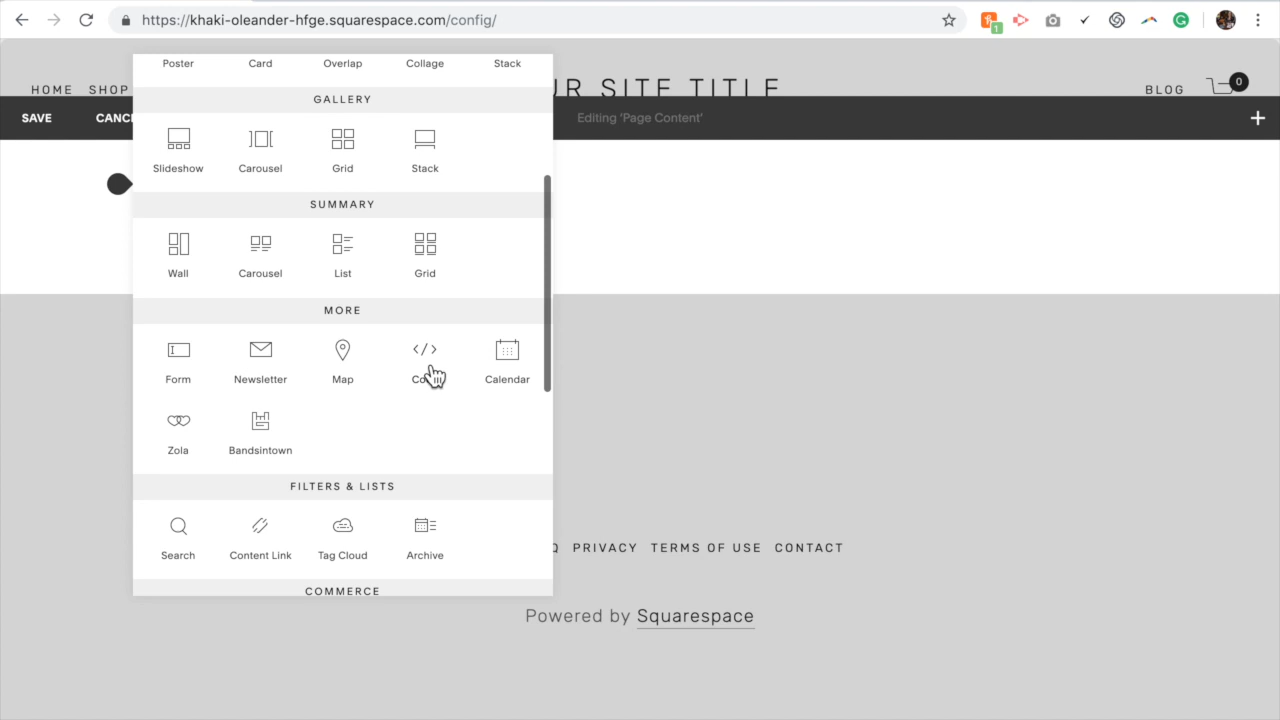 https://khaki-oleander-hfge.squarespace.com/config/
1
HOME SHOP
UR SITE TITLE
BLOG
0
SAVE
Editing 'Page Content'
Poster Card Overlap Collage Stack
GALLERY
Slideshow Carousel Grid Stack
SUMMARY
Wall Carousel List Grid
MORE
Form Newsletter Map Calendar
Zola Bandsintown
FILTERS & LISTS
Search Content Link Tag Cloud Archive
COMMERCE
PRIVACY TERMS OF USE CONTACT
Powered by Squarespace